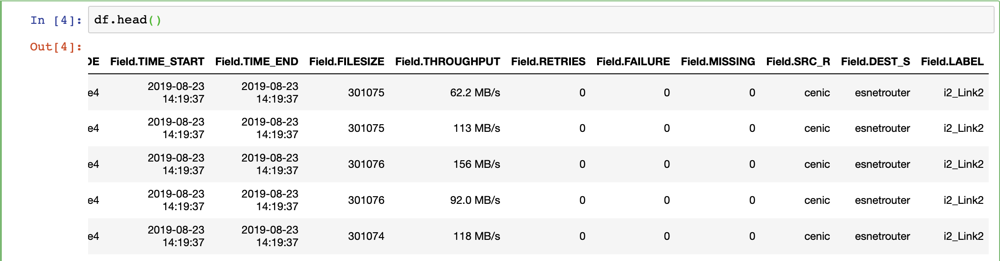 In [4]: df.head()
Out[4]:
DE Field.TIME_START Field.TIME_END Field.FILESIZE Field.THROUGHPUT Field.RETRIES Field.FAILURE Field.MISSING Field.SRC_R Field.DEST_S Field.LABEL
e4 2019-08-23 14:19:37 2019-08-23 14:19:37 301075 62.2 MB/s 0 0 0 cenic esnetrouter i2_Link2
e4 2019-08-23 14:19:37 2019-08-23 14:19:37 301075 113 MB/s 0 0 0 cenic esnetrouter i2_Link2
e4 2019-08-23 14:19:37 2019-08-23 14:19:37 301076 156 MB/s 0 0 0 cenic esnetrouter i2_Link2
e4 2019-08-23 14:19:37 2019-08-23 14:19:37 301076 92.0 MB/s 0 0 0 cenic esnetrouter i2_Link2
e4 2019-08-23 14:19:37 2019-08-23 14:19:37 301074 118 MB/s 0 0 0 cenic esnetrouter i2_Link2